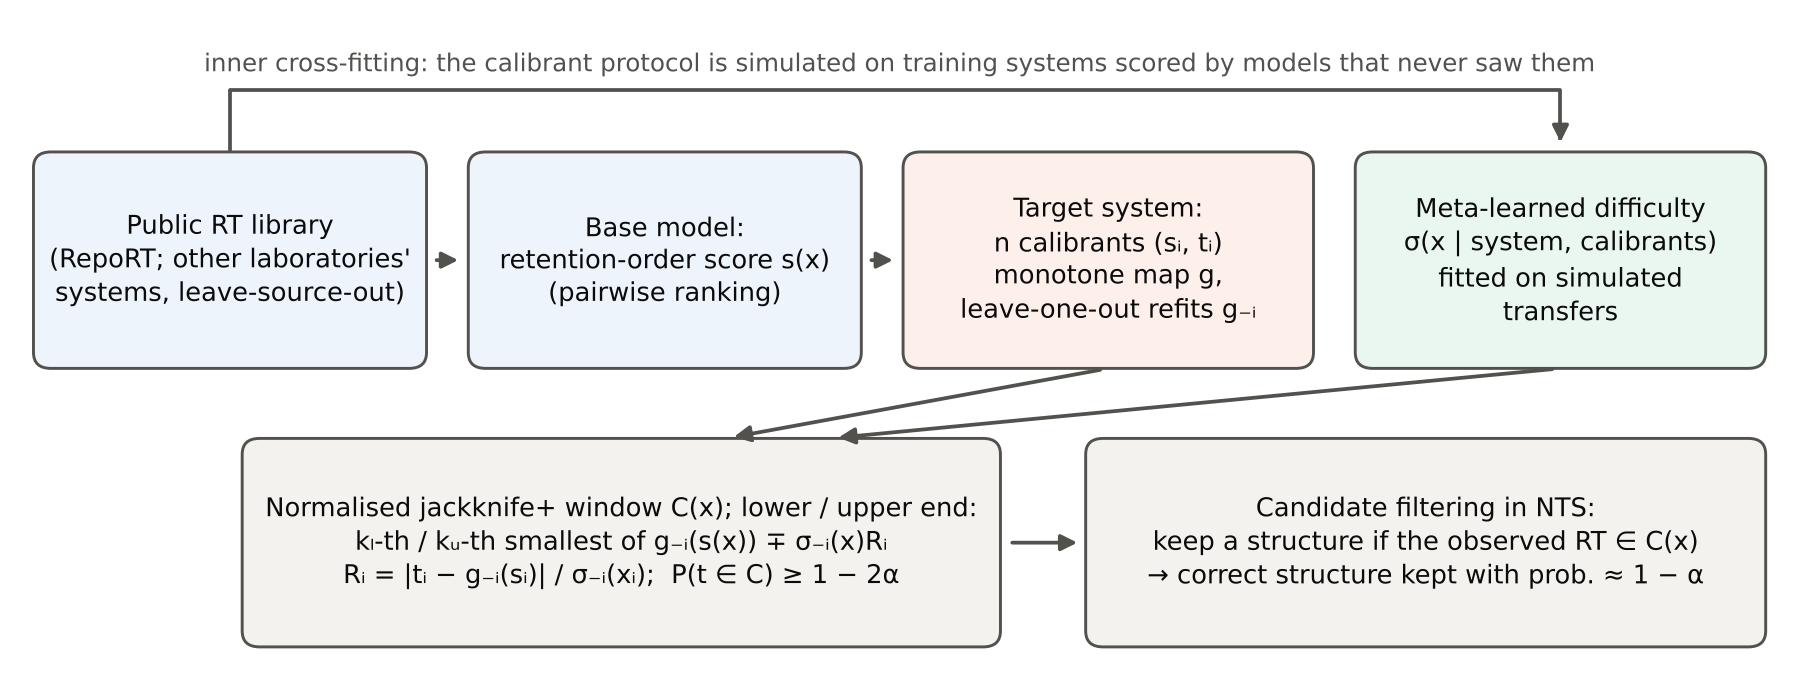 inner cross-fitting: the calibrant protocol is simulated on training systems scored by models that never saw them
Public RT library
(RepoRT; other laboratories'
systems, leave-source-out)
Base model:
retention-order score s(x)
(pairwise ranking)
Target system:
n calibrants (sᵢ, tᵢ)
monotone map g,
leave-one-out refits g₋ᵢ
Meta-learned difficulty
σ(x | system, calibrants)
fitted on simulated
transfers
Normalised jackknife+ window C(x); lower / upper end:
kₗ-th / kᵤ-th smallest of g₋ᵢ(s(x)) ∓ σ₋ᵢ(x)Rᵢ
Rᵢ = |tᵢ − g₋ᵢ(sᵢ)| / σ₋ᵢ(xᵢ);  P(t ∈ C) ≥ 1 − 2α
Candidate filtering in NTS:
keep a structure if the observed RT ∈ C(x)
→ correct structure kept with prob. ≈ 1 − α